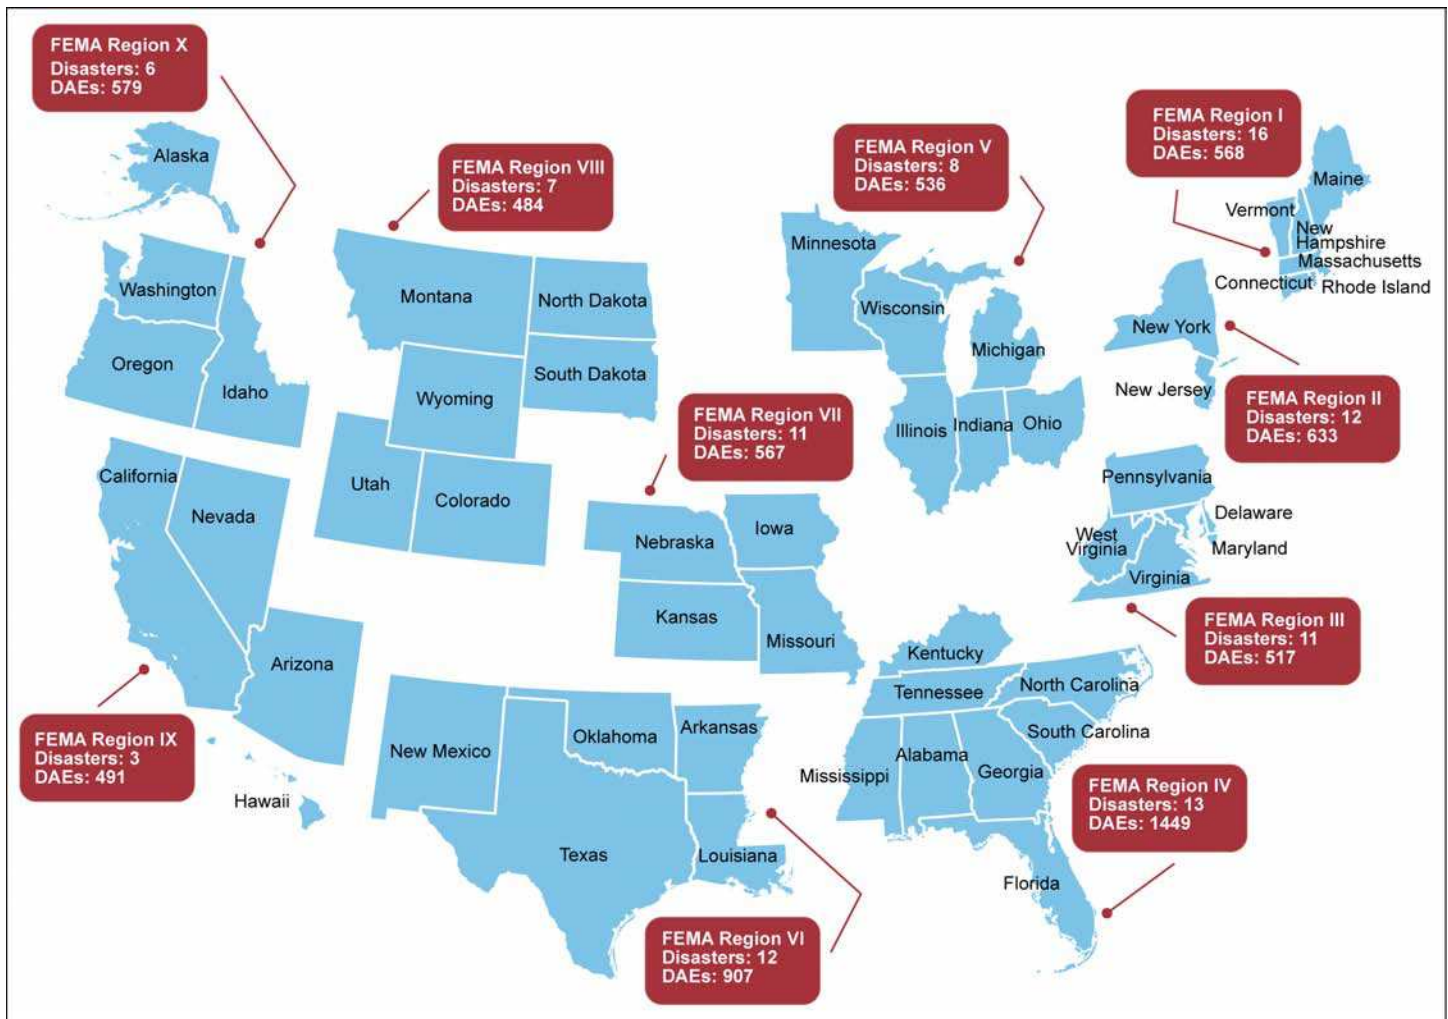 FEMA Region X
Disasters: 6
DAEs: 579
FEMA Region VIII
Disasters: 7
DAEs: 484
FEMA Region V
Disasters: 8
DAEs: 536
FEMA Region I
Disasters: 16
DAEs: 568
Alaska
Washington
Oregon
Idaho
Montana
North Dakota
South Dakota
Wyoming
Utah
Colorado
Minnesota
Wisconsin
Michigan
Illinois
Indiana
Ohio
Maine
Vermont
New
Hampshire
Massachusetts
Connecticut
Rhode Island
New York
New Jersey
FEMA Region II
Disasters: 12
DAEs: 633
FEMA Region VII
Disasters: 11
DAEs: 567
California
Nevada
Arizona
Hawaii
Nebraska
Iowa
Kansas
Missouri
Pennsylvania
Delaware
Maryland
West
Virginia
Virginia
FEMA Region III
Disasters: 11
DAEs: 517
FEMA Region IX
Disasters: 3
DAEs: 491
New Mexico
Oklahoma
Arkansas
Texas
Louisiana
Kentucky
Tennessee
North Carolina
South Carolina
Mississippi
Alabama
Georgia
Florida
FEMA Region IV
Disasters: 13
DAEs: 1449
FEMA Region VI
Disasters: 12
DAEs: 907